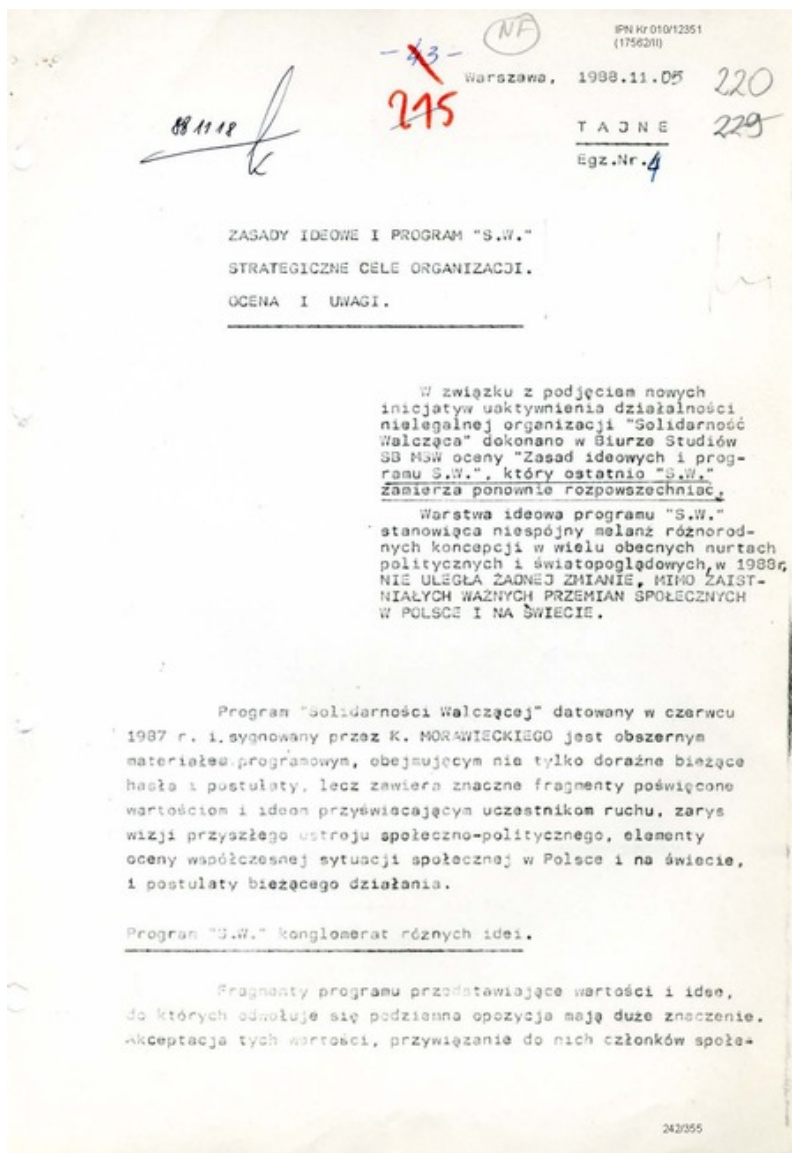 NF
IPN Kr 010/12351
(17562/II)
- 43 -
Warszawa, 1988.11.05
220
215
88 11 18
TAJNE
229
Egz.Nr.4
ZASADY IDEOWE I PROGRAM "S.W."
STRATEGICZNE CELE ORGANIZACJI.
OCENA I UWAGI.
W związku z podjęciem nowych
inicjatyw uaktywnienia działalności
nielegalnej organizacji "Solidarność
Walcząca" dokonano w Biurze Studiów
SB MSW oceny "Zasad ideowych i prog-
ramu S.W.", który ostatnio "S.W."
zamierza ponownie rozpowszechniać.
Warstwa ideowa programu "S.W."
stanowiąca niespójny melanż różnorod-
nych koncepcji w wielu obecnych nurtach
politycznych i światopoglądowych, w 1988r,
NIE ULEGŁA ŻADNEJ ZMIANIE, MIMO ZAIST-
NIAŁYCH WAŻNYCH PRZEMIAN SPOŁECZNYCH
W POLSCE I NA ŚWIECIE.
Program "Solidarności Walczącej" datowany w czerwcu
1987 r. i sygnowany przez K. MORAWIECKIEGO jest obszernym
materiałem programowym, obejmującym nie tylko doraźne bieżące
hasła i postulaty, lecz zawiera znaczne fragmenty poświęcone
wartościom i ideom przyświecającym uczestnikom ruchu, zarys
wizji przyszłego ustroju społeczno-politycznego, elementy
oceny współczesnej sytuacji społecznej w Polsce i na świecie,
i postulaty bieżącego działania.
Program "S.W." konglomerat różnych idei.
Fragmenty programu przedstawiające wartości i idee,
do których odwołuje się podziemna opozycja mają duże znaczenie.
Akceptacja tych wartości, przywiązanie do nich członków społe-
242/355